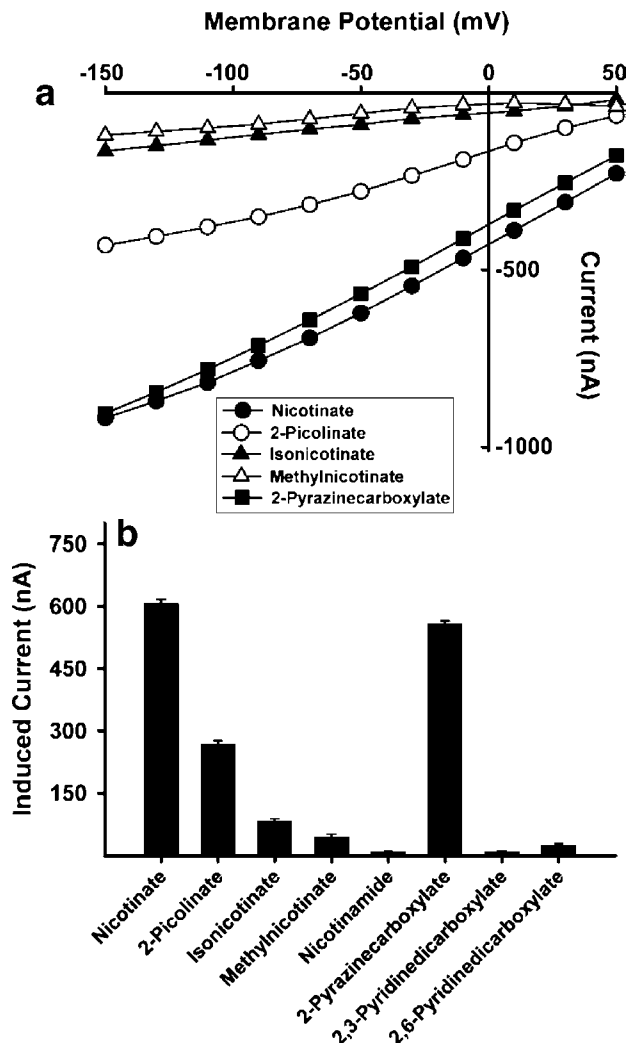 Membrane Potential (mV)
-150 -100 -50 0 50
a
-500
-1000
Current (nA)
Nicotinate
2-Picolinate
Isonicotinate
Methylnicotinate
2-Pyrazinecarboxylate
b
750
600
450
300
150
Induced Current (nA)
Nicotinate
2-Picolinate
Isonicotinate
Methylnicotinate
Nicotinamide
2-Pyrazinecarboxylate
2,3-Pyridinedicarboxylate
2,6-Pyridinedicarboxylate